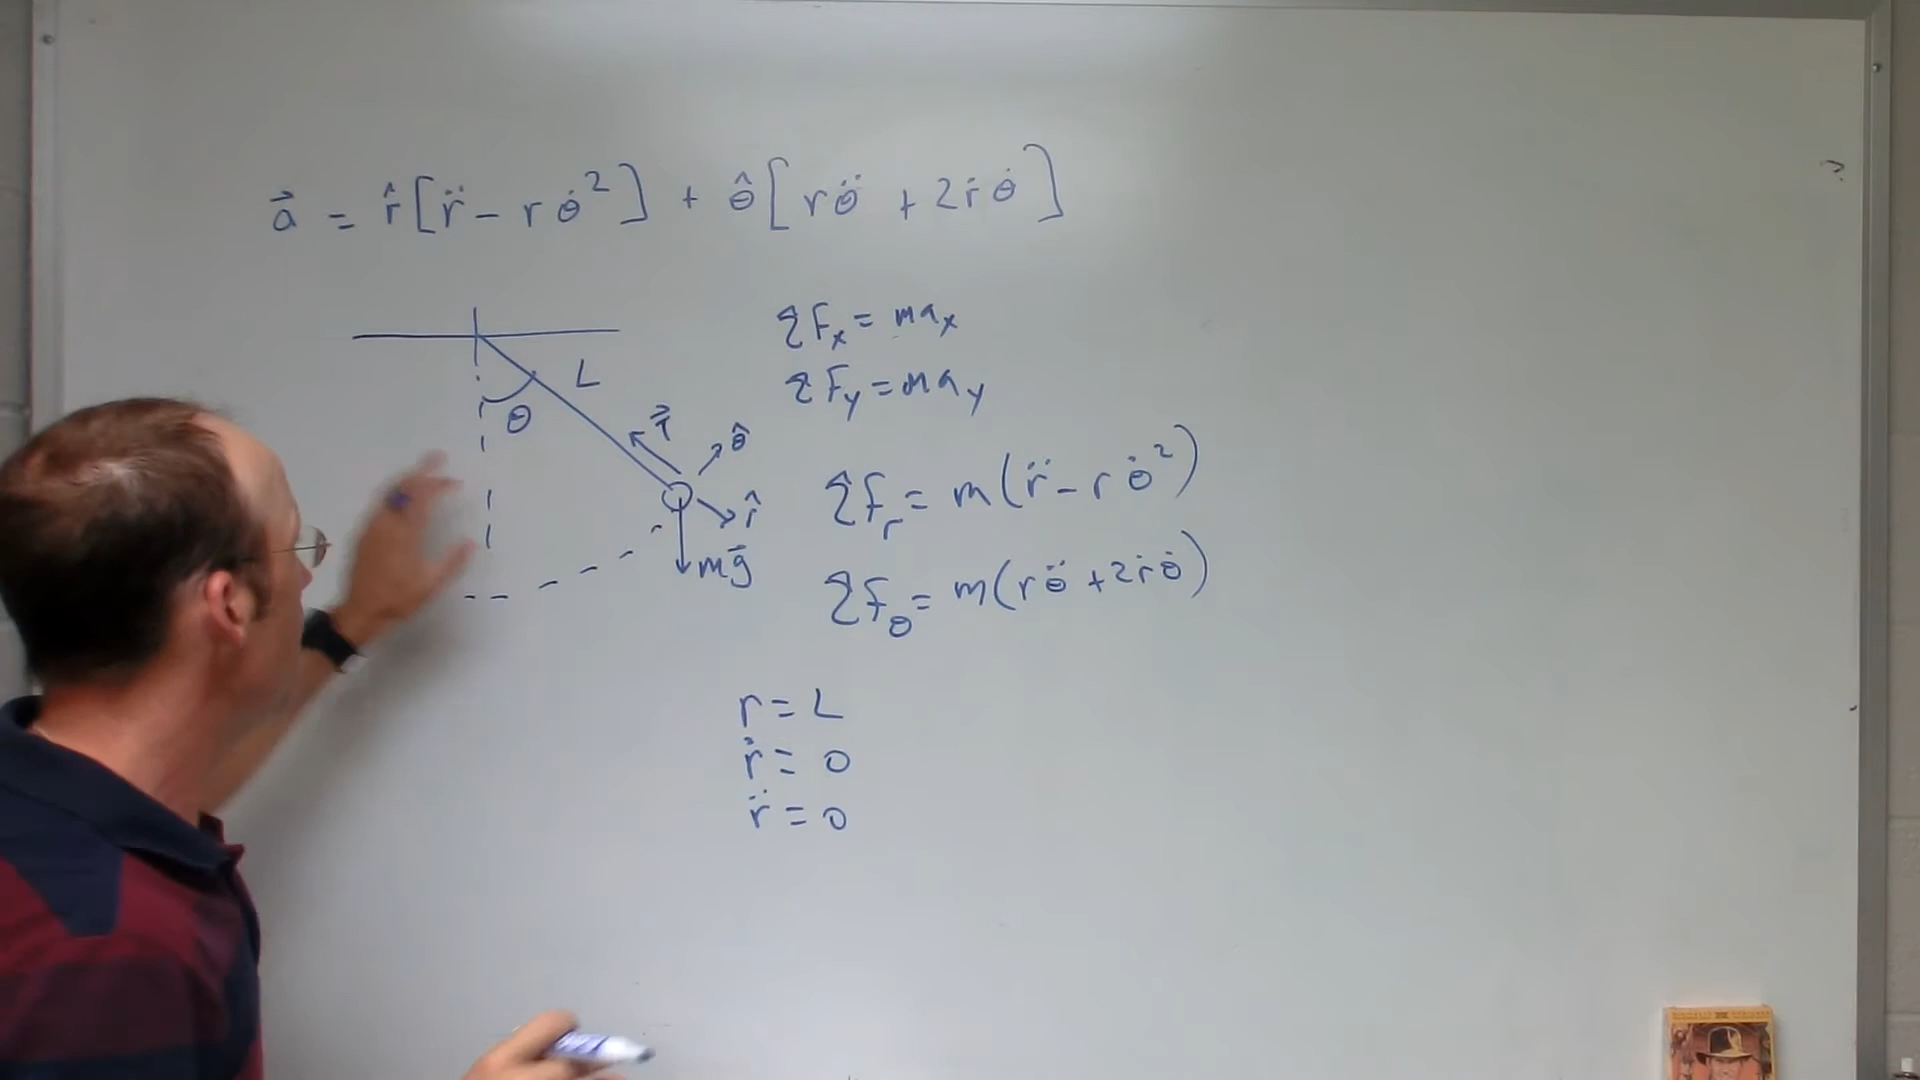 a⃗ = r̂[r̈ - rθ̇²] + θ̂[rθ̈ + 2ṙθ̇]
ΣFx = max
L
ΣFy = may
θ
T⃗
θ̂
ΣFr = m(r̈ - rθ̇²)
r̂
mg⃗
ΣFθ = m(rθ̈ + 2ṙθ̇)
r = L
ṙ = 0
r̈ = 0